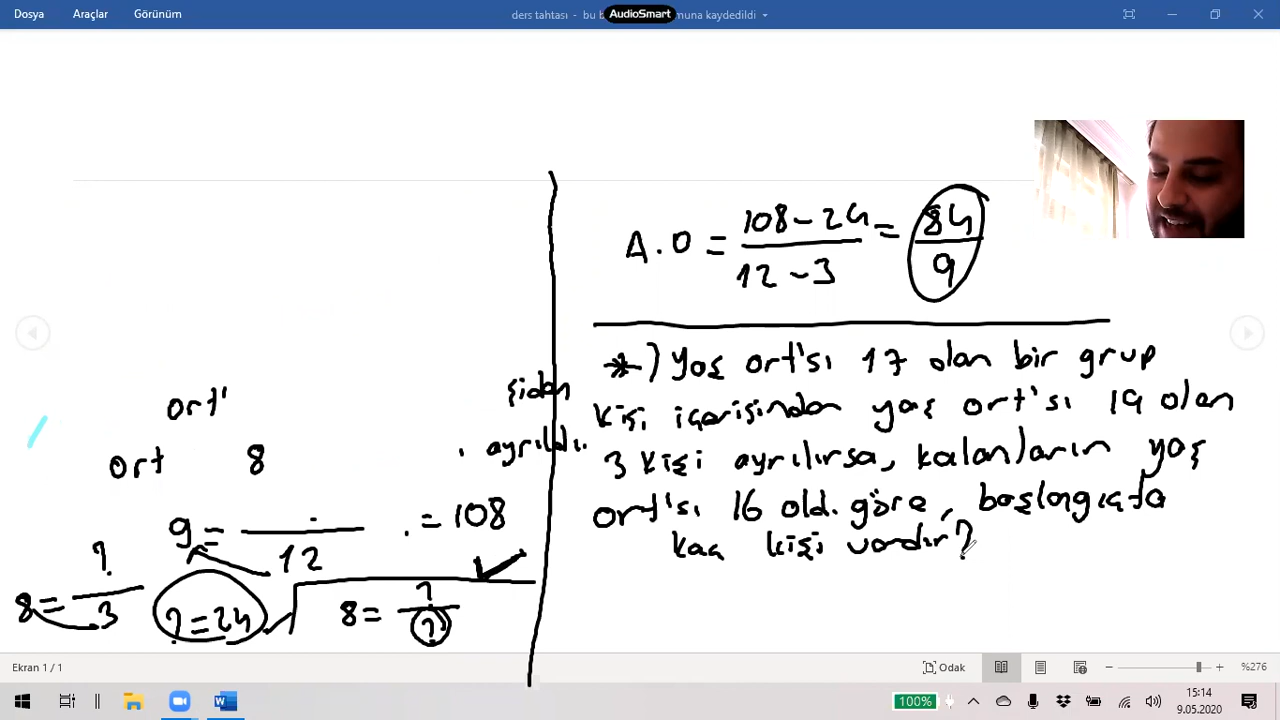 Dosya Araçlar Görünüm
ders tahtası - bu b muna kaydedildi
AudioSmart
ort'
ort 8
şidən
. ayrıldı.
9 = 12 . = 108
8 = ? 3
? = 24
8 = ? ?
A.O = 108 - 24 12 - 3 = 84 9
*) Yaş ort'sı 17 olan bir grup
kişi içerişinden yaş ort'sı 19 olan
3 kişi ayrılırsa, kalanların yaş
ort'sı 16 old. göre, başlangıçta
kaç kişi vardır?
Ekran 1 / 1
Odak
%276
100%
15:14
9.05.2020